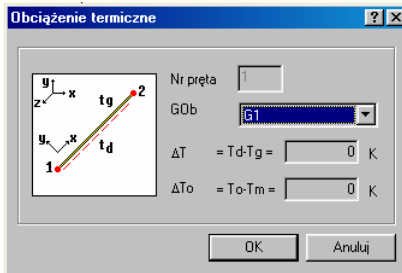 Obciążenie termiczne
y x z tg 2
y x td 1
Nr pręta 1
GOb G1
ΔT = Td-Tg = 0 K
ΔTo = To-Tm = 0 K
OK Anuluj